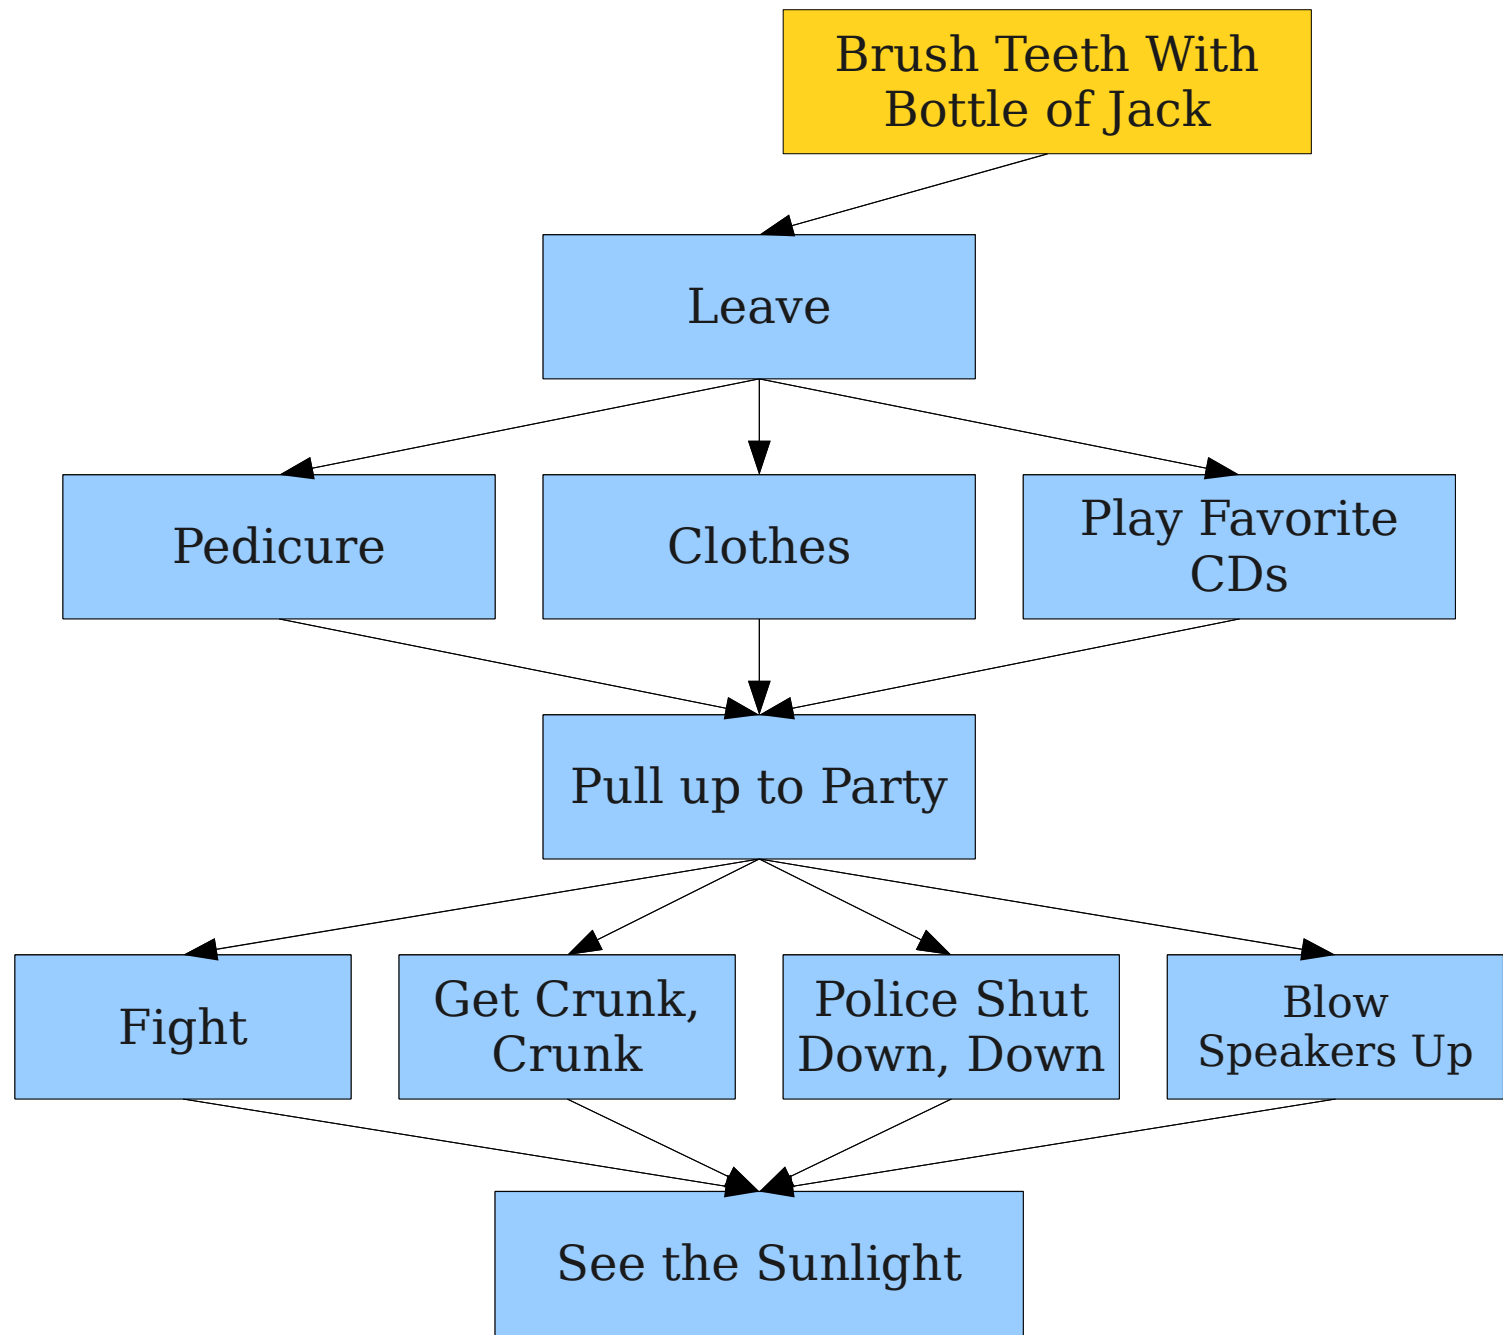 Brush Teeth With
Bottle of Jack
Leave
Pedicure
Clothes
Play Favorite
CDs
Pull up to Party
Fight
Get Crunk,
Crunk
Police Shut
Down, Down
Blow
Speakers Up
See the Sunlight